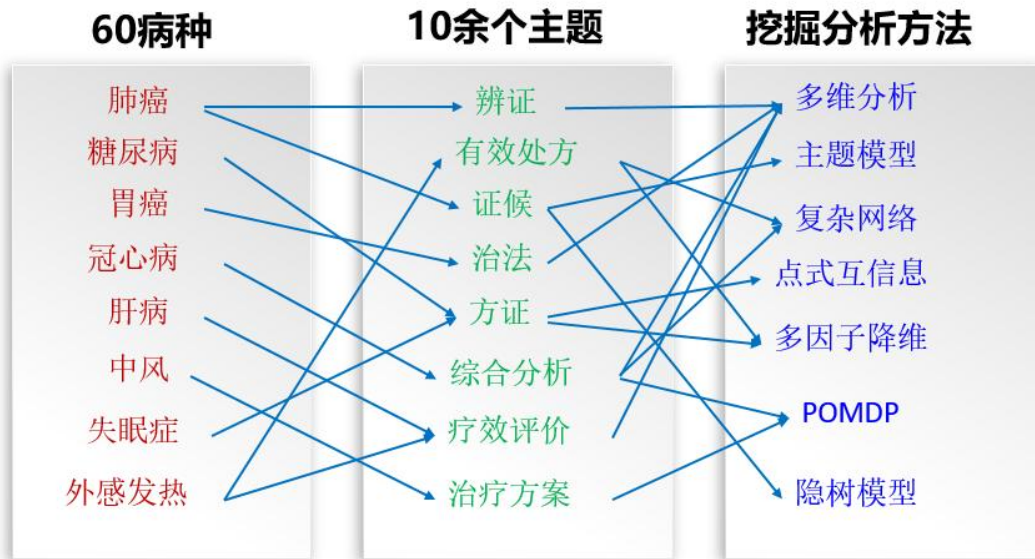 60病种
10余个主题
挖掘分析方法
肺癌
糖尿病
胃癌
冠心病
肝病
中风
失眠症
外感发热
辨证
有效处方
证候
治法
方证
综合分析
疗效评价
治疗方案
多维分析
主题模型
复杂网络
点式互信息
多因子降维
POMDP
隐树模型